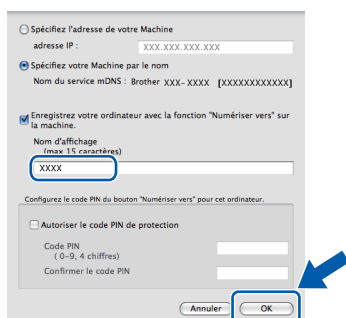 Spécifiez l'adresse de votre Machine
adresse IP : XXX.XXX.XXX.XXX
Spécifiez votre Machine par le nom
Nom du service mDNS : Brother XXX-XXXX [XXXXXXXXXXXX]
Enregistrez votre ordinateur avec la fonction "Numériser vers" sur
la machine.
Nom d'affichage
(max 15 caractères)
XXXX
Configurez le code PIN du bouton "Numériser vers" pour cet ordinateur.
Autoriser le code PIN de protection
Code PIN
( 0-9, 4 chiffres)
Confirmer le code PIN
Annuler OK